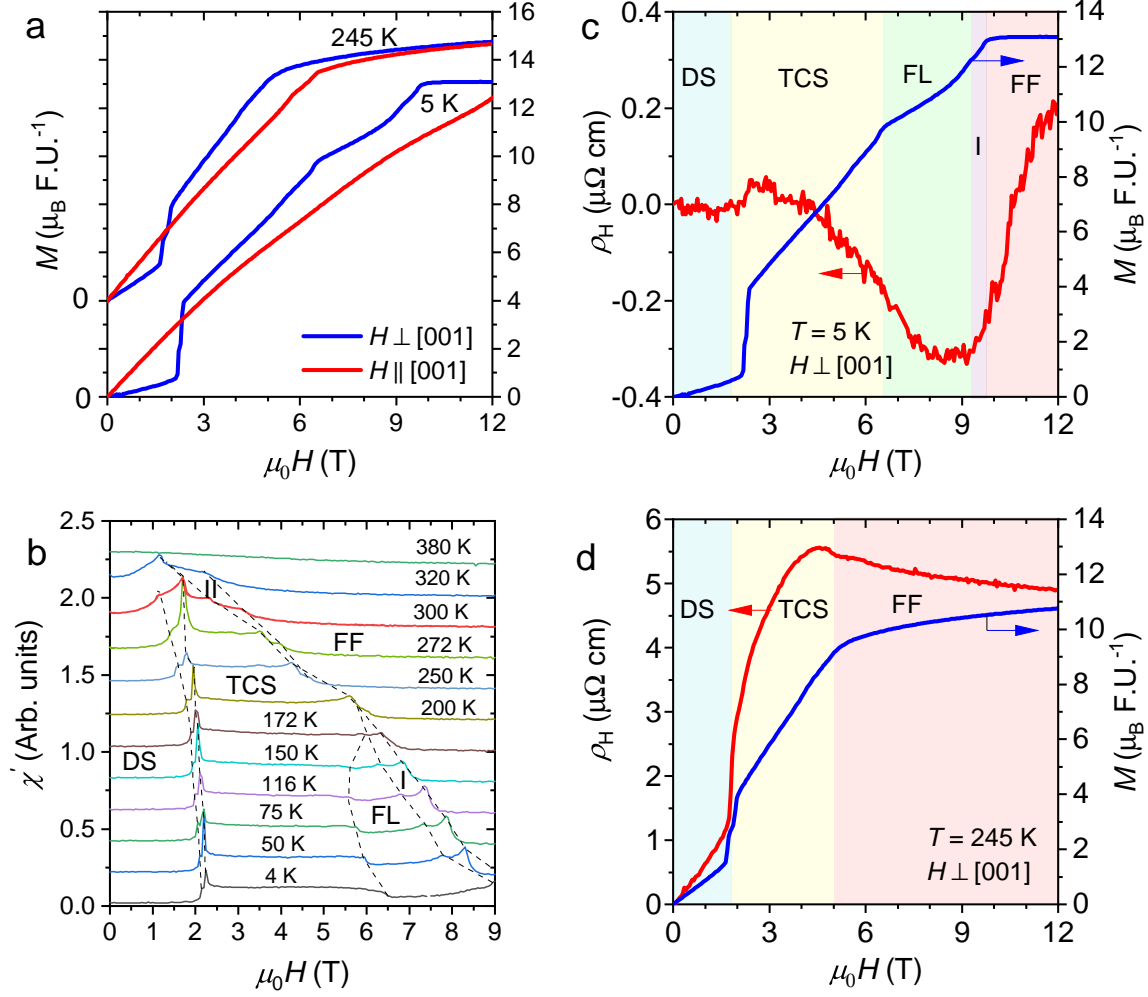 a
245 K
5 K
H ⊥ [001]
H || [001]
M (μB F.U.⁻¹)
0
0 2 4 6 8 10 12 14 16
0 3 6 9 12
μ₀H (T)
c
DS TCS FL I FF
T = 5 K
H ⊥ [001]
ρH (μΩ cm)
0.4
0.2
0.0
-0.2
-0.4
M (μB F.U.⁻¹)
14
12
10
8
6
4
2
0
0 3 6 9 12
μ₀H (T)
b
380 K
320 K
300 K
272 K
250 K
200 K
172 K
150 K
116 K
75 K
50 K
4 K
II
FF
TCS
DS
I
FL
χ′ (Arb. units)
2.5
2.0
1.5
1.0
0.5
0.0
0 1 2 3 4 5 6 7 8 9
μ₀H (T)
d
DS TCS FF
T = 245 K
H ⊥ [001]
ρH (μΩ cm)
6
5
4
3
2
1
0
M (μB F.U.⁻¹)
14
12
10
8
6
4
2
0
0 3 6 9 12
μ₀H (T)